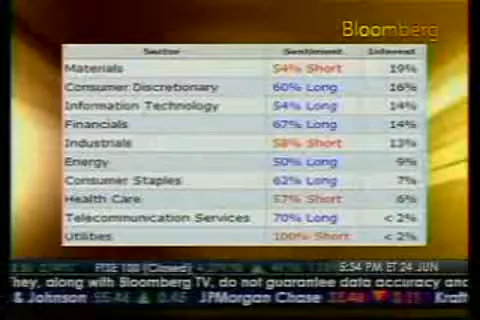 Bloomberg
Sector Sentiment Interest
Materials 54% Short 19%
Consumer Discretionary 60% Long 16%
Information Technology 54% Long 14%
Financials 67% Long 14%
Industrials 58% Short 13%
Energy 50% Long 9%
Consumer Staples 62% Long 7%
Health Care 57% Short 6%
Telecommunication Services 70% Long < 2%
Utilities 100% Short < 2%
FTSE 100 (Closed) 5:54 PM ET 24 JUN
They, along with Bloomberg TV, do not guarantee data accuracy and
& Johnson 0.45 JPMorgan Chase Kraft